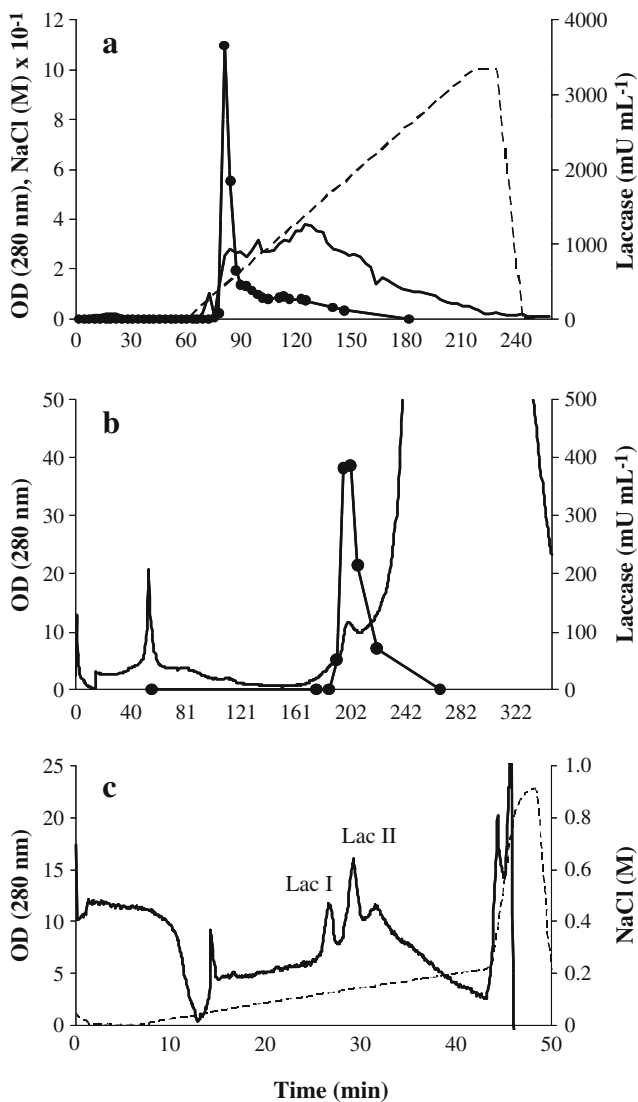 a
OD (280 nm), NaCl (M) x 10-1
12
10
8
6
4
2
0
4000
3000
2000
1000
0
Laccase (mU mL-1)
0 30 60 90 120 150 180 210 240
b
OD (280 nm)
50
40
30
20
10
0
500
400
300
200
100
0
Laccase (mU mL-1)
0 40 81 121 161 202 242 282 322
c
OD (280 nm)
25
20
15
10
5
0
Lac I
Lac II
1.0
0.8
0.6
0.4
0.2
0
NaCl (M)
0 10 20 30 40 50
Time (min)